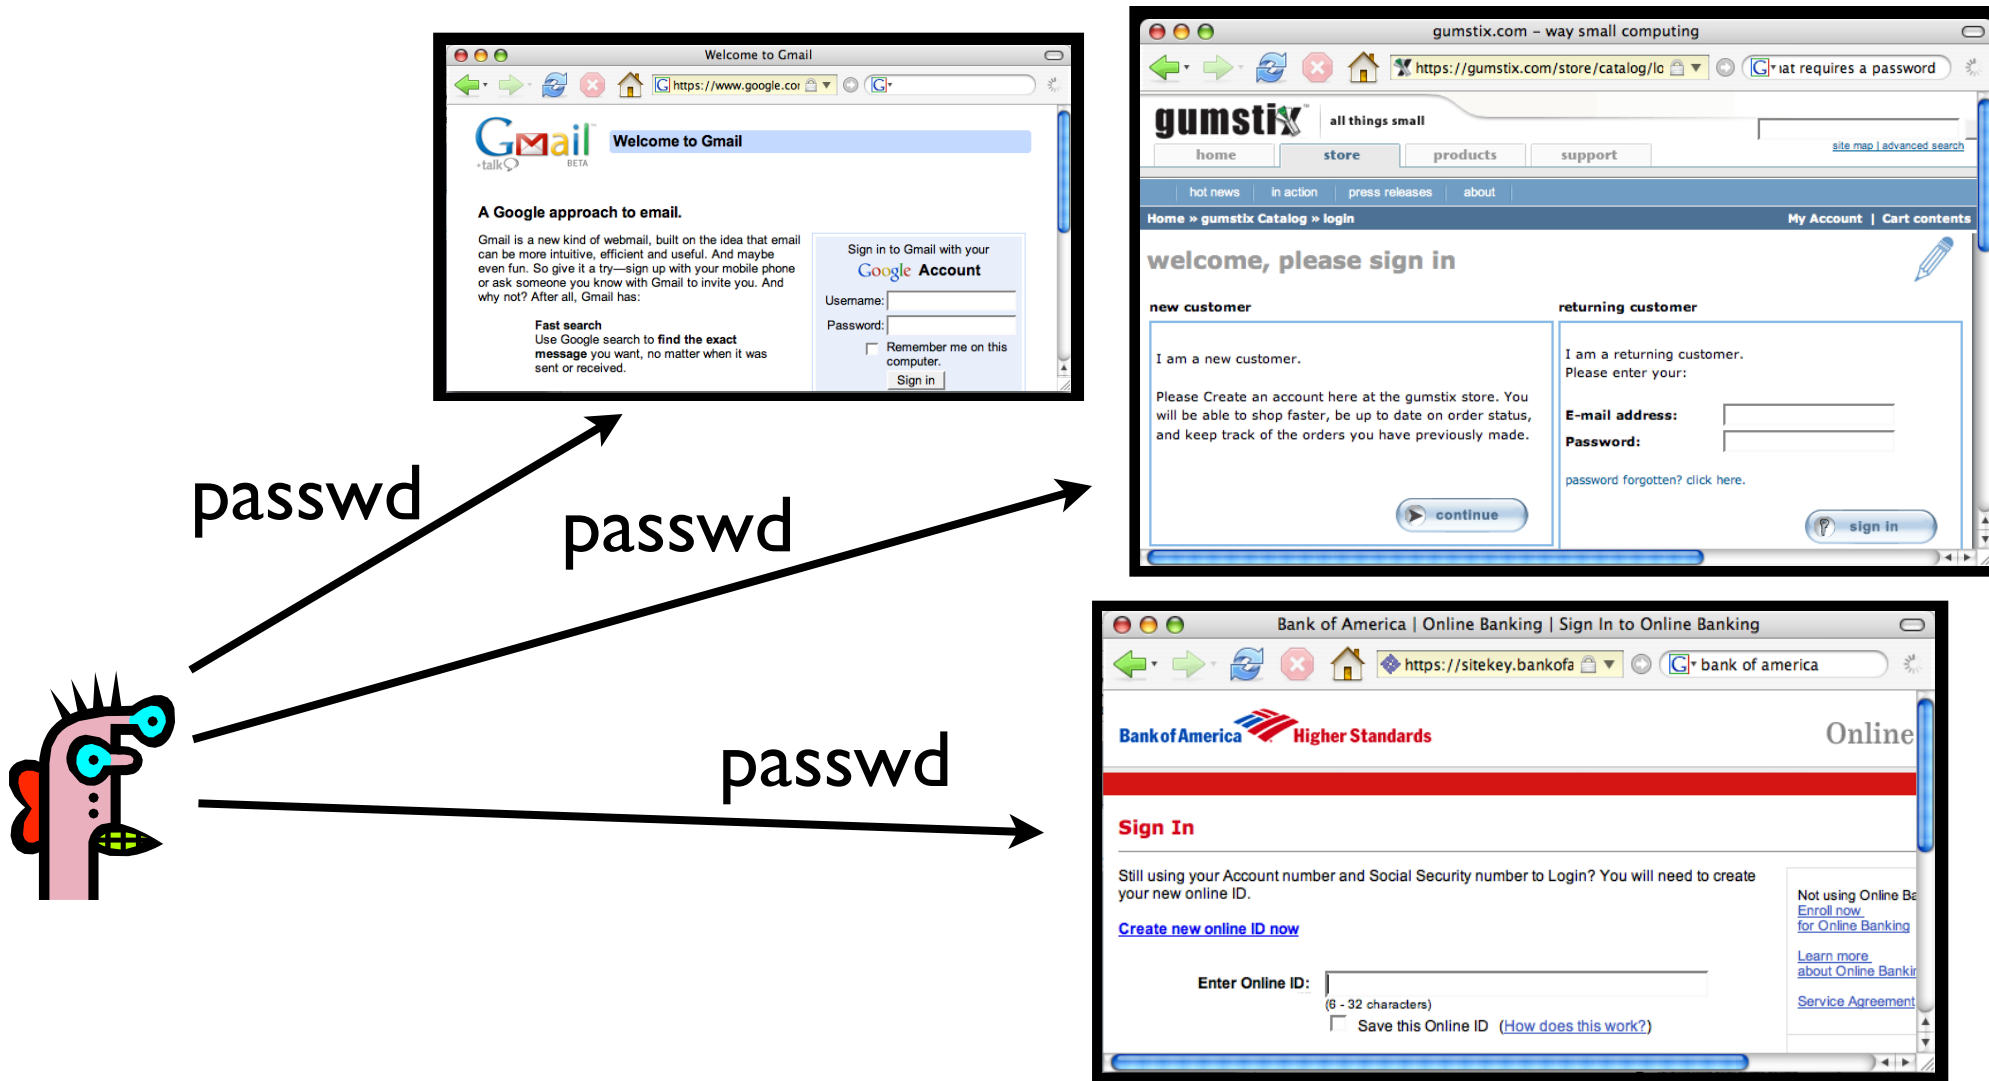 Welcome to Gmail
https://www.google.cor
Gmail
talk
BETA
Welcome to Gmail
A Google approach to email.
Gmail is a new kind of webmail, built on the idea that email
can be more intuitive, efficient and useful. And maybe
even fun. So give it a try—sign up with your mobile phone
or ask someone you know with Gmail to invite you. And
why not? After all, Gmail has:
Fast search
Use Google search to find the exact
message you want, no matter when it was
sent or received.
Sign in to Gmail with your
Google Account
Username:
Password:
Remember me on this
computer.
Sign in
gumstix.com – way small computing
https://gumstix.com/store/catalog/lo
at requires a password
gumstix™
all things small
site map | advanced search
home
store
products
support
hot news
in action
press releases
about
Home » gumstix Catalog » login
My Account | Cart contents
welcome, please sign in
new customer
I am a new customer.
Please Create an account here at the gumstix store. You
will be able to shop faster, be up to date on order status,
and keep track of the orders you have previously made.
continue
returning customer
I am a returning customer.
Please enter your:
E-mail address:
Password:
password forgotten? click here.
sign in
passwd
passwd
passwd
Bank of America | Online Banking | Sign In to Online Banking
https://sitekey.bankofa
bank of america
Bank of America Higher Standards
Online
Sign In
Still using your Account number and Social Security number to Login? You will need to create
your new online ID.
Create new online ID now
Enter Online ID:
(6 - 32 characters)
Save this Online ID (How does this work?)
Not using Online Ba
Enroll now
for Online Banking
Learn more
about Online Bankin
Service Agreement